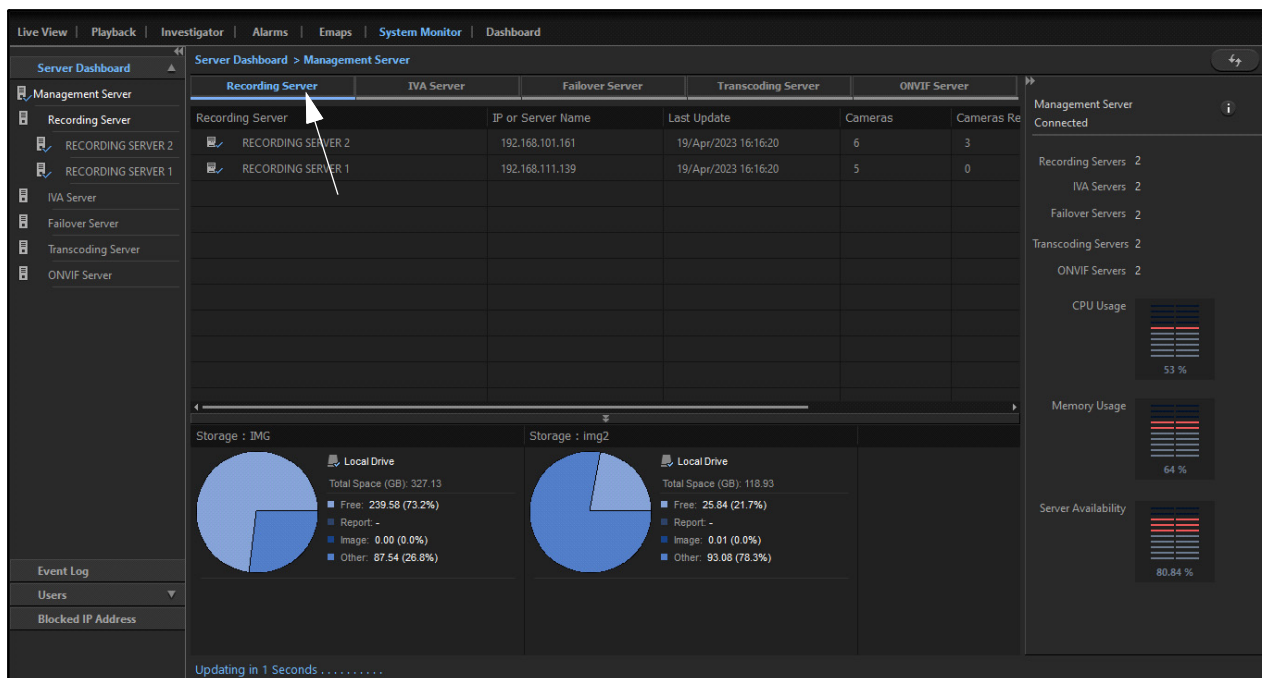 Live View | Playback | Investigator | Alarms | Emaps | System Monitor | Dashboard
Server Dashboard
Management Server
Recording Server
RECORDING SERVER 2
RECORDING SERVER 1
IVA Server
Failover Server
Transcoding Server
ONVIF Server
Event Log
Users
Blocked IP Address
Server Dashboard > Management Server
Recording Server IVA Server Failover Server Transcoding Server ONVIF Server
Recording Server IP or Server Name Last Update Cameras Cameras Re
RECORDING SERVER 2 192.168.101.161 19/Apr/2023 16:16:20 6 3
RECORDING SERVER 1 192.168.111.139 19/Apr/2023 16:16:20 5 0
Storage : IMG
Local Drive
Total Space (GB): 327.13
Free: 239.58 (73.2%)
Report: -
Image: 0.00 (0.0%)
Other: 87.54 (26.8%)
Storage : img2
Local Drive
Total Space (GB): 118.93
Free: 25.84 (21.7%)
Report: -
Image: 0.01 (0.0%)
Other: 93.08 (78.3%)
Updating in 1 Seconds . . . . . . . . . .
Management Server
Connected
i
Recording Servers 2
IVA Servers 2
Failover Servers 2
Transcoding Servers 2
ONVIF Servers 2
CPU Usage
53 %
Memory Usage
64 %
Server Availability
80.84 %